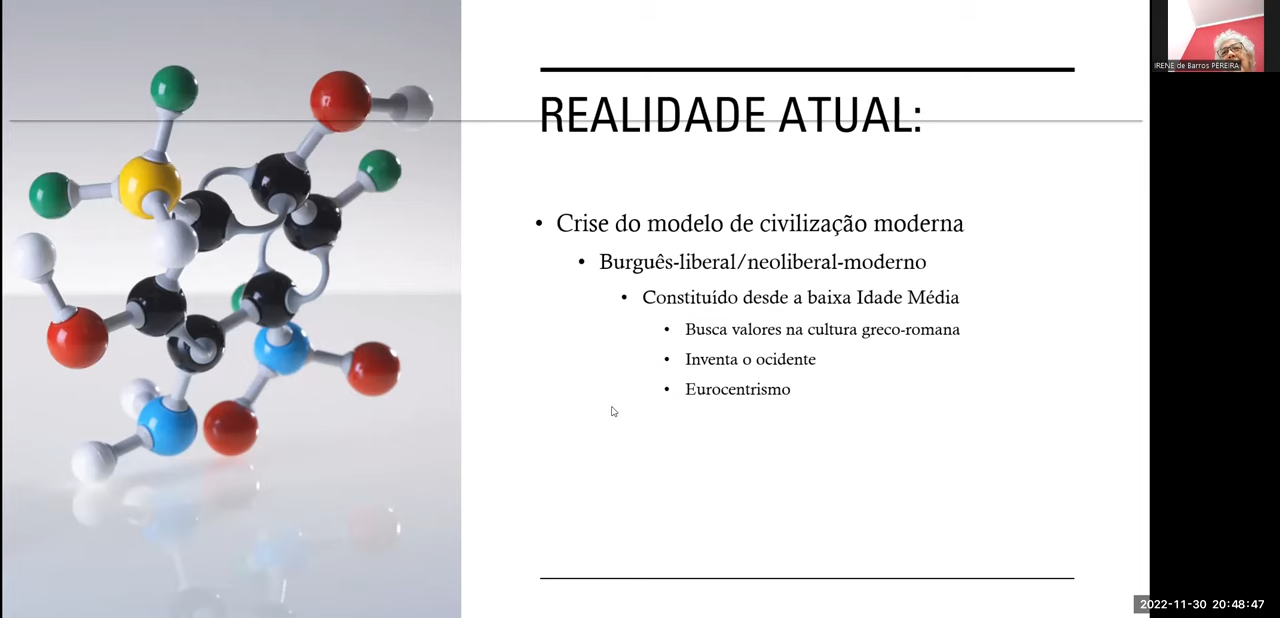 REALIDADE ATUAL:
• Crise do modelo de civilização moderna
• Burguês-liberal/neoliberal-moderno
• Constituído desde a baixa Idade Média
• Busca valores na cultura greco-romana
• Inventa o ocidente
• Eurocentrismo
IRENE de Barros PEREIRA
2022-11-30 20:48:47